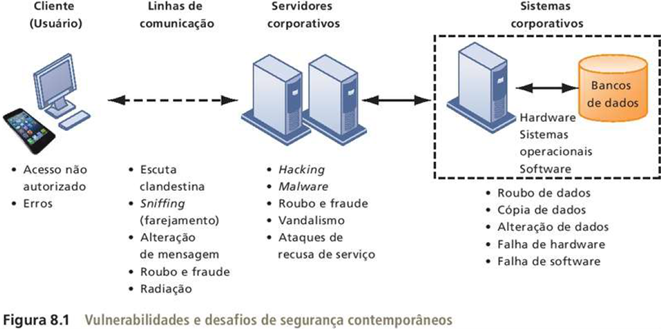 Cliente
(Usuário)
Linhas de
comunicação
Servidores
corporativos
Sistemas
corporativos
Bancos
de dados
Hardware
Sistemas
operacionais
Software
• Acesso não
autorizado
• Erros
• Escuta
clandestina
• Sniffing
(farejamento)
• Alteração
de mensagem
• Roubo e fraude
• Radiação
• Hacking
• Malware
• Roubo e fraude
• Vandalismo
• Ataques de
recusa de serviço
• Roubo de dados
• Cópia de dados
• Alteração de dados
• Falha de hardware
• Falha de software
Figura 8.1 Vulnerabilidades e desafios de segurança contemporâneos